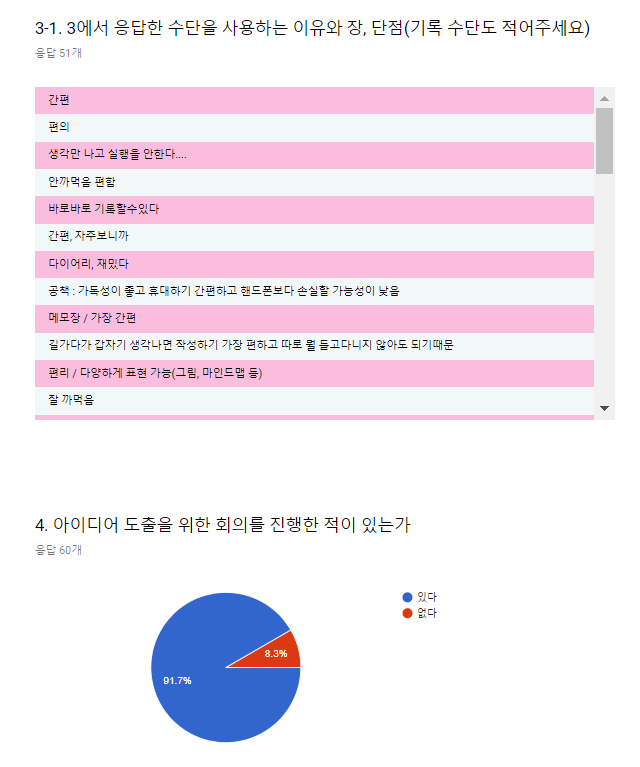 3-1. 3에서 응답한 수단을 사용하는 이유와 장, 단점(기록 수단도 적어주세요)
응답 51개
간편
편의
생각만 나고 실행을 안한다....
안까먹음 편함
바로바로 기록할수있다
간편, 자주보니까
다이어리, 재밌다
공책 : 가독성이 좋고 휴대하기 간편하고 핸드폰보다 손실할 가능성이 낮음
메모장 / 가장 간편
길가다가 갑자기 생각나면 작성하기 가장 편하고 따로 뭘 들고다니지 않아도 되기때문
편리 / 다양하게 표현 가능(그림, 마인드맵 등)
잘 까먹음
4. 아이디어 도출을 위한 회의를 진행한 적이 있는가
응답 60개
있다
없다
8.3%
91.7%